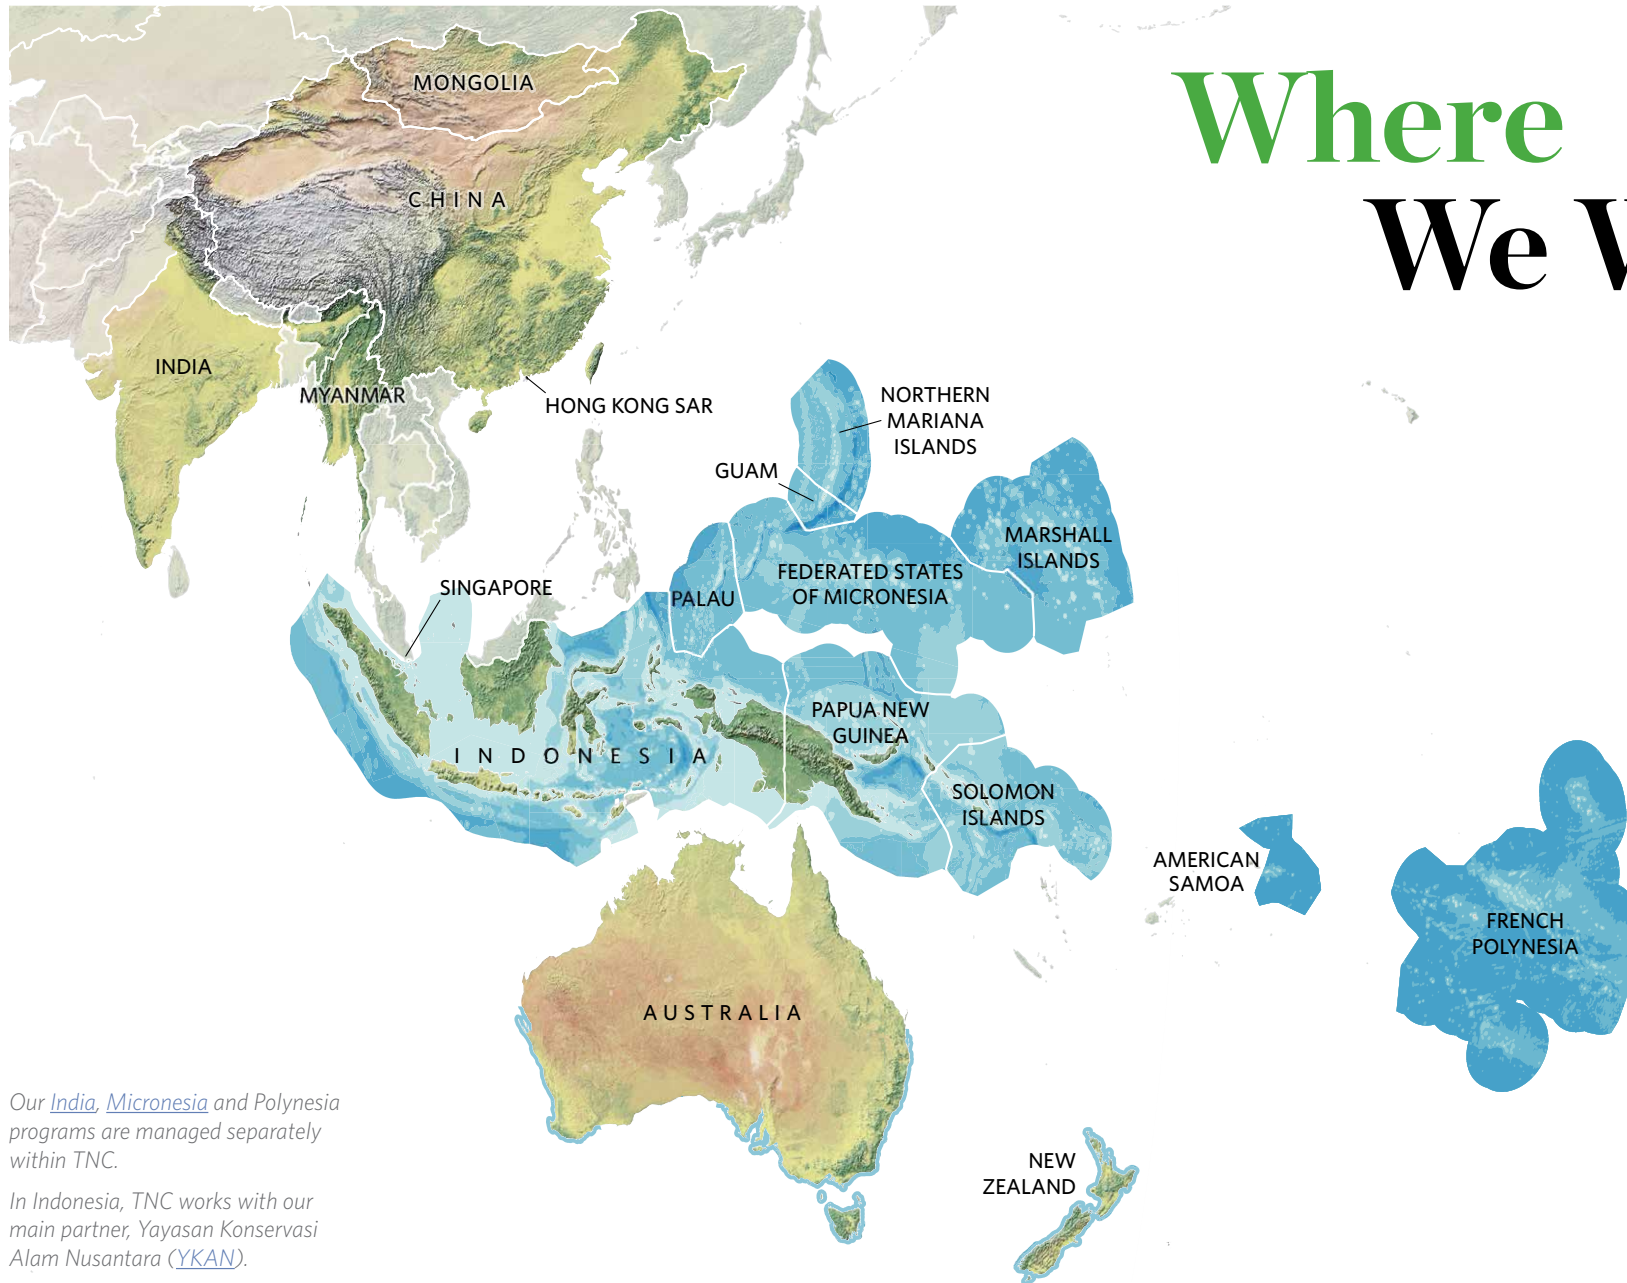 Where
We W
MONGOLIA
CHINA
INDIA
MYANMAR
HONG KONG SAR
NORTHERN
MARIANA
ISLANDS
GUAM
MARSHALL
ISLANDS
FEDERATED STATES
OF MICRONESIA
PALAU
SINGAPORE
INDONESIA
PAPUA NEW
GUINEA
SOLOMON
ISLANDS
AMERICAN
SAMOA
FRENCH
POLYNESIA
AUSTRALIA
NEW
ZEALAND
Our India, Micronesia and Polynesia
programs are managed separately
within TNC.
In Indonesia, TNC works with our
main partner, Yayasan Konservasi
Alam Nusantara (YKAN).